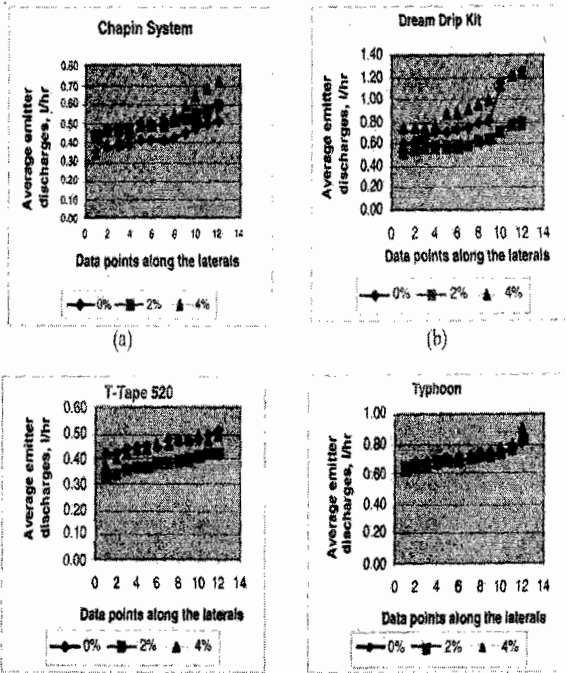 Chapin System
Average emitter
discharges, l/hr
0.80
0.70
0.60
0.50
0.40
0.30
0.20
0.10
0.00
0 2 4 6 8 10 12 14
Data points along the laterals
0% 2% 4%
(a)
Dream Drip Kit
Average emitter
discharges, l/hr
1.40
1.20
1.00
0.80
0.60
0.40
0.20
0.00
0 2 4 6 8 10 12 14
Data points along the laterals
0% 2% 4%
(b)
T-Tape 520
Average emitter
discharges, l/hr
0.60
0.50
0.40
0.30
0.20
0.10
0.00
0 2 4 6 8 10 12 14
Data points along the laterals
0% 2% 4%
Typhoon
Average emitter
discharges, l/hr
1.00
0.80
0.60
0.40
0.20
0.00
0 2 4 6 8 10 12 14
Data points along the laterals
0% 2% 4%